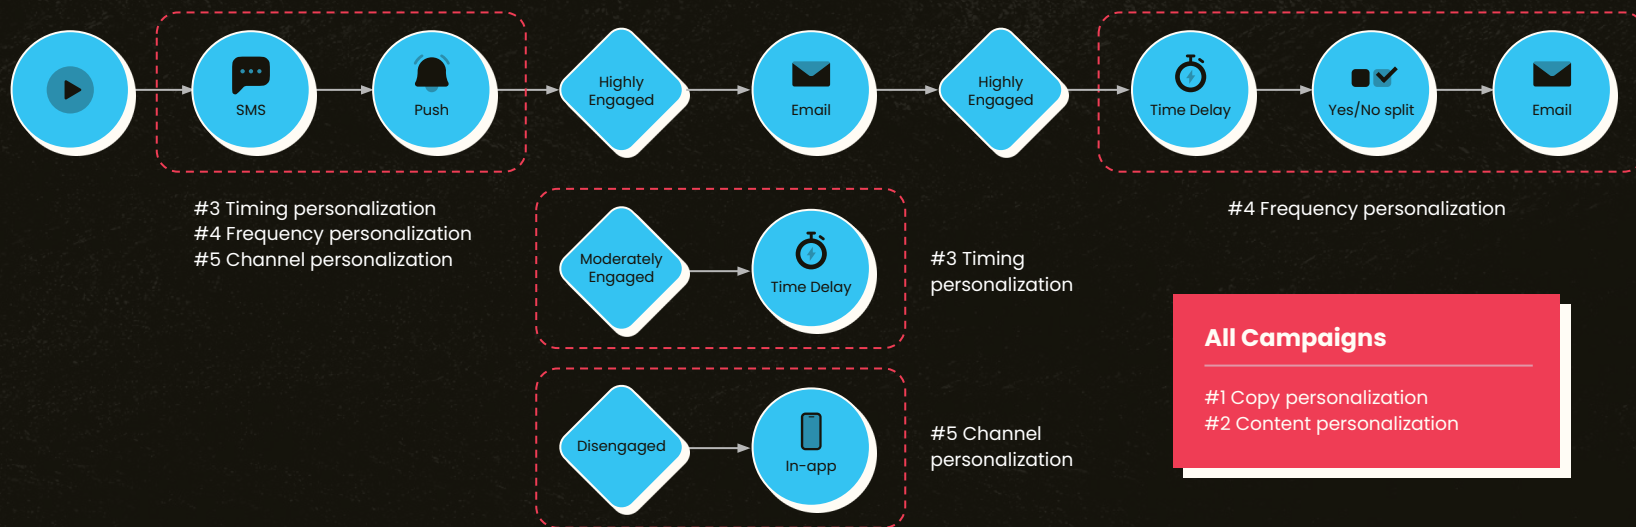 SMS
Push
Highly
Engaged
Email
Highly
Engaged
Time Delay
Yes/No split
Email
#3 Timing personalization
#4 Frequency personalization
#5 Channel personalization
#4 Frequency personalization
Moderately
Engaged
Time Delay
#3 Timing
personalization
Disengaged
In-app
#5 Channel
personalization
All Campaigns
#1 Copy personalization
#2 Content personalization